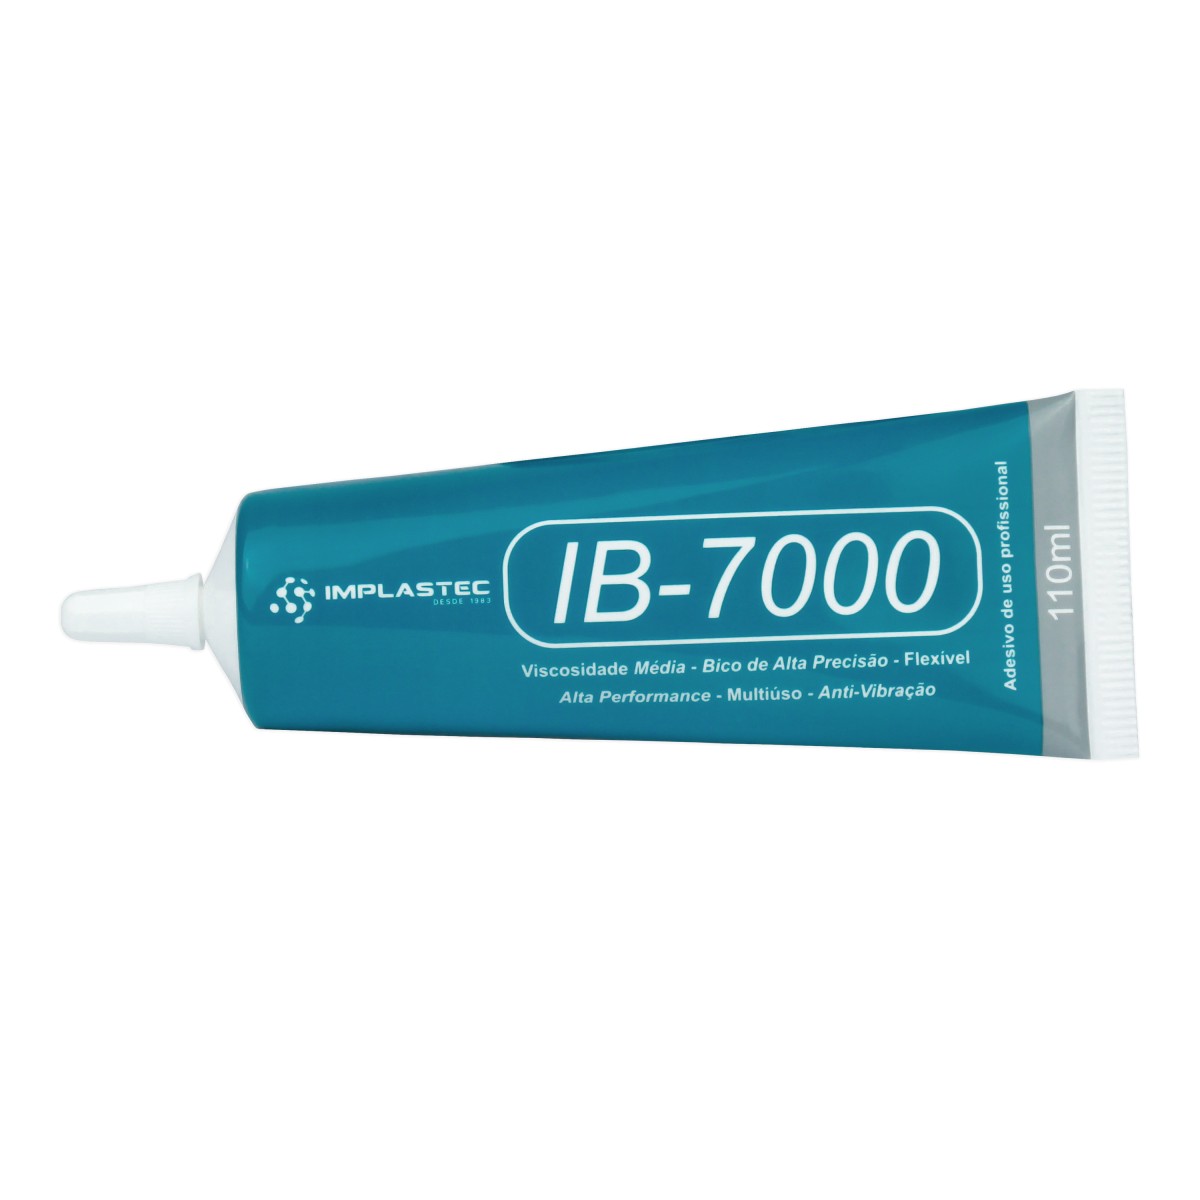 IMPLASTEC
DESDE 1983
IB-7000
Viscosidade Média - Bico de Alta Precisão - Flexível
Alta Performance - Multiúso - Anti-Vibração
Adesivo de uso profissional
110ml